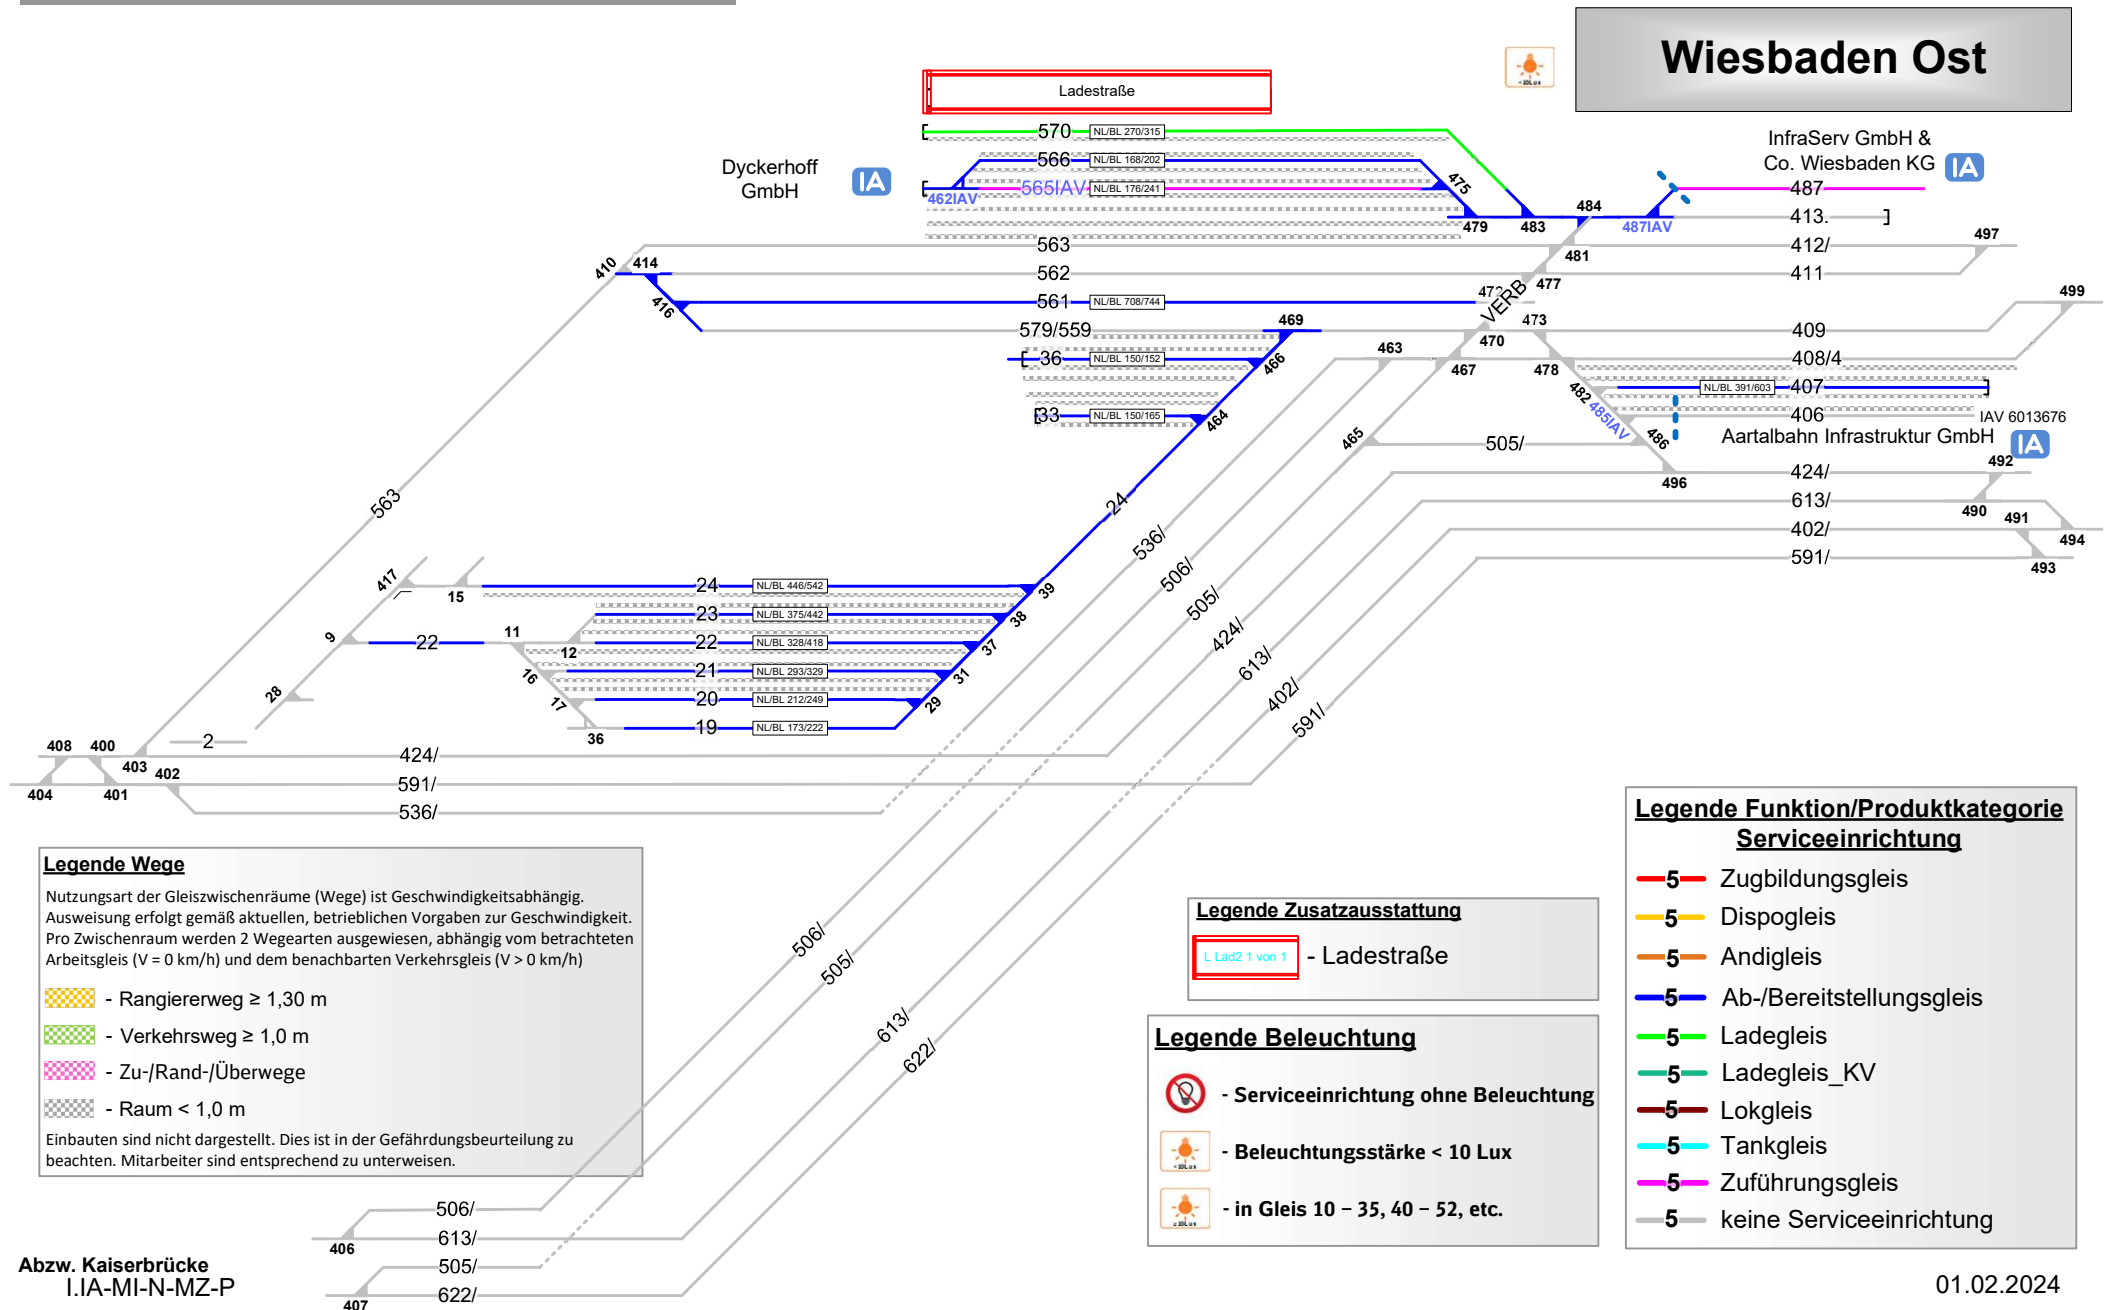 Wiesbaden Ost
<10Lux
Ladestraße
570 NL/BL 270/315
InfraServ GmbH &
Co. Wiesbaden KG IA
Dyckerhoff
GmbH
IA
566 NL/BL 168/202
565IAV NL/BL 176/241
462IAV
475
487
484
479 483 487IAV 413.
563 412/ 497
481
410 414 562 411
477
416 561 NL/BL 708/744 472 VERB 499
579/559 469 473 409
470
36 NL/BL 150/152 466 463 408/4
467 478
482 NL/BL 391/603 407
33 NL/BL 150/165 464 485IAV 406 IAV 6013676
465 505/ 486 Aartalbahn Infrastruktur GmbH IA
424/ 492
496
563 24 613/
490 491
536/ 402/ 494
506/ 591/ 493
417 15 24 NL/BL 446/542 39
505/
23 NL/BL 375/442 38
424/
9 22 11 12 22 NL/BL 328/418 37
613/
16 21 NL/BL 293/329 31
402/
28 17 20 NL/BL 212/249 29
591/
36 19 NL/BL 173/222
2
408 400 403 424/
402
404 401 591/
536/
Legende Wege
Nutzungsart der Gleiszwischenräume (Wege) ist Geschwindigkeitsabhängig.
Ausweisung erfolgt gemäß aktuellen, betrieblichen Vorgaben zur Geschwindigkeit.
Pro Zwischenraum werden 2 Wegearten ausgewiesen, abhängig vom betrachteten
Arbeitsgleis (V = 0 km/h) und dem benachbarten Verkehrsgleis (V > 0 km/h)
- Rangiererweg ≥ 1,30 m
- Verkehrsweg ≥ 1,0 m
- Zu-/Rand-/Überwege
- Raum < 1,0 m
Einbauten sind nicht dargestellt. Dies ist in der Gefährdungsbeurteilung zu
beachten. Mitarbeiter sind entsprechend zu unterweisen.
506/
505/
613/
622/
506/
406 613/
505/
407 622/
Abzw. Kaiserbrücke
I.IA-MI-N-MZ-P
Legende Zusatzausstattung
L Lad2 1 von 1 - Ladestraße
Legende Beleuchtung
- Serviceeinrichtung ohne Beleuchtung
<10Lux - Beleuchtungsstärke < 10 Lux
≥10Lux - in Gleis 10 – 35, 40 – 52, etc.
Legende Funktion/Produktkategorie
Serviceeinrichtung
5 Zugbildungsgleis
5 Dispogleis
5 Andigleis
5 Ab-/Bereitstellungsgleis
5 Ladegleis
5 Ladegleis_KV
5 Lokgleis
5 Tankgleis
5 Zuführungsgleis
5 keine Serviceeinrichtung
01.02.2024